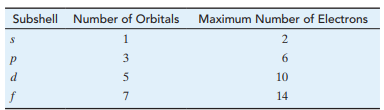 Subshell Number of Orbitals Maximum Number of Electrons
s 1 2
p 3 6
d 5 10
f 7 14